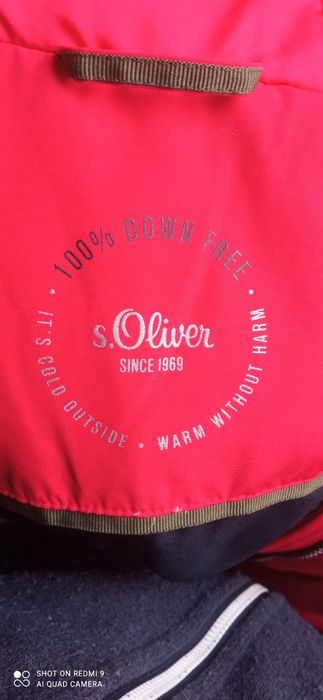 100% DOWN FREE
s.Oliver
SINCE 1969
• IT'S COLD OUTSIDE • WARM WITHOUT HARM •
SHOT ON REDMI 9
AI QUAD CAMERA